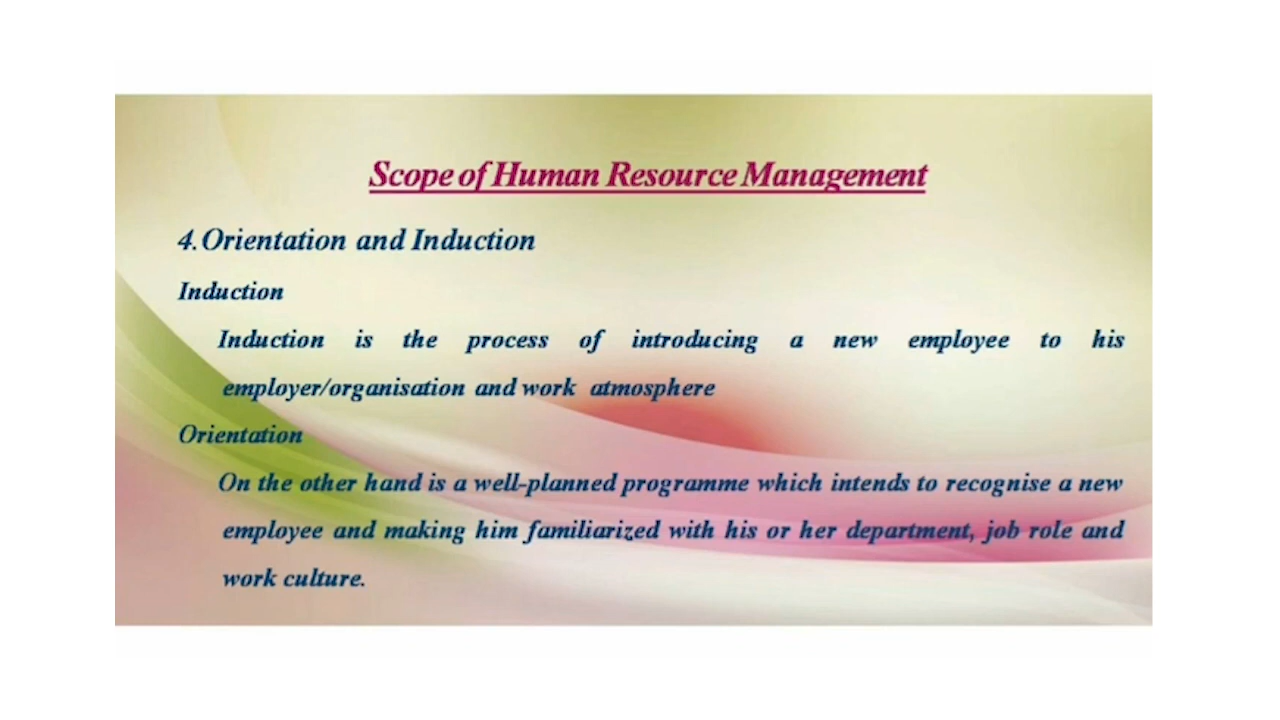 Scope of Human Resource Management
4.Orientation and Induction
Induction
Induction is the process of introducing a new employee to his
employer/organisation and work atmosphere
Orientation
On the other hand is a well-planned programme which intends to recognise a new
employee and making him familiarized with his or her department, job role and
work culture.